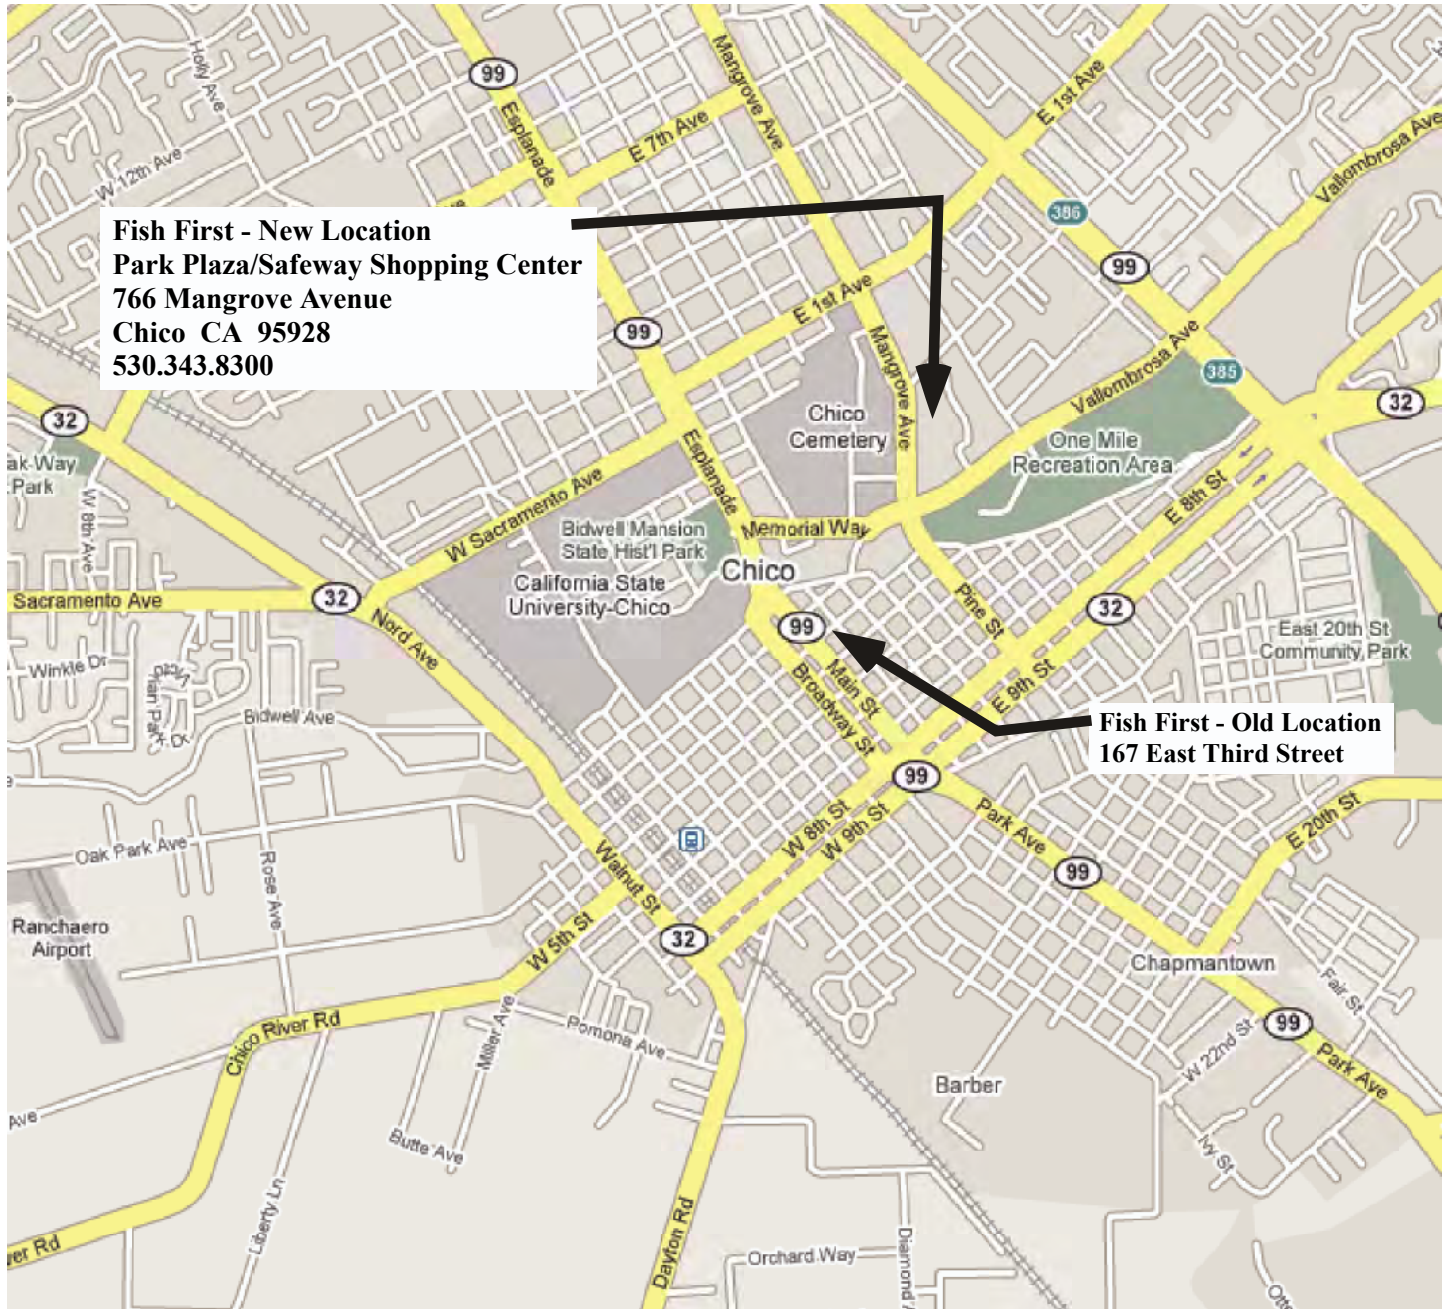 Holly Ave
99
Mangrove Ave
E 1st Ave
Esplanade
E 7th Ave
W 12th Ave
Vallombrosa Ave
386
99
Fish First - New Location
Park Plaza/Safeway Shopping Center
766 Mangrove Avenue
Chico CA 95928
530.343.8300
99
E 1st Ave
Mangrove Ave
Vallombrosa Ave
385
32
32
Chico
Cemetery
One Mile
Recreation Area
Esplanade
E 8th St
Park
W 8th Ave
W Sacramento Ave
Bidwell Mansion
State Hist'l Park
Memorial Way
Chico
California State
University-Chico
Sacramento Ave
32
Nord Ave
Pine St
32
99
East 20th St
Community Park
Winkle Dr
Main St
Broadway St
E 9th St
Bidwell Ave
Fish First - Old Location
167 East Third Street
99
W 8th St
W 9th St
Park Ave
E 20th St
Oak Park Ave
Rose Ave
Walnut St
99
Ranchaero
Airport
W 5th St
32
Chapmantown
Fair St
Chico River Rd
Miller Ave
Pomona Ave
99
W 22nd St
Park Ave
Barber
Ave
Butte Ave
Ivy St
Liberty Ln
Dayton Rd
Orchard Way
Diamond
ver Rd